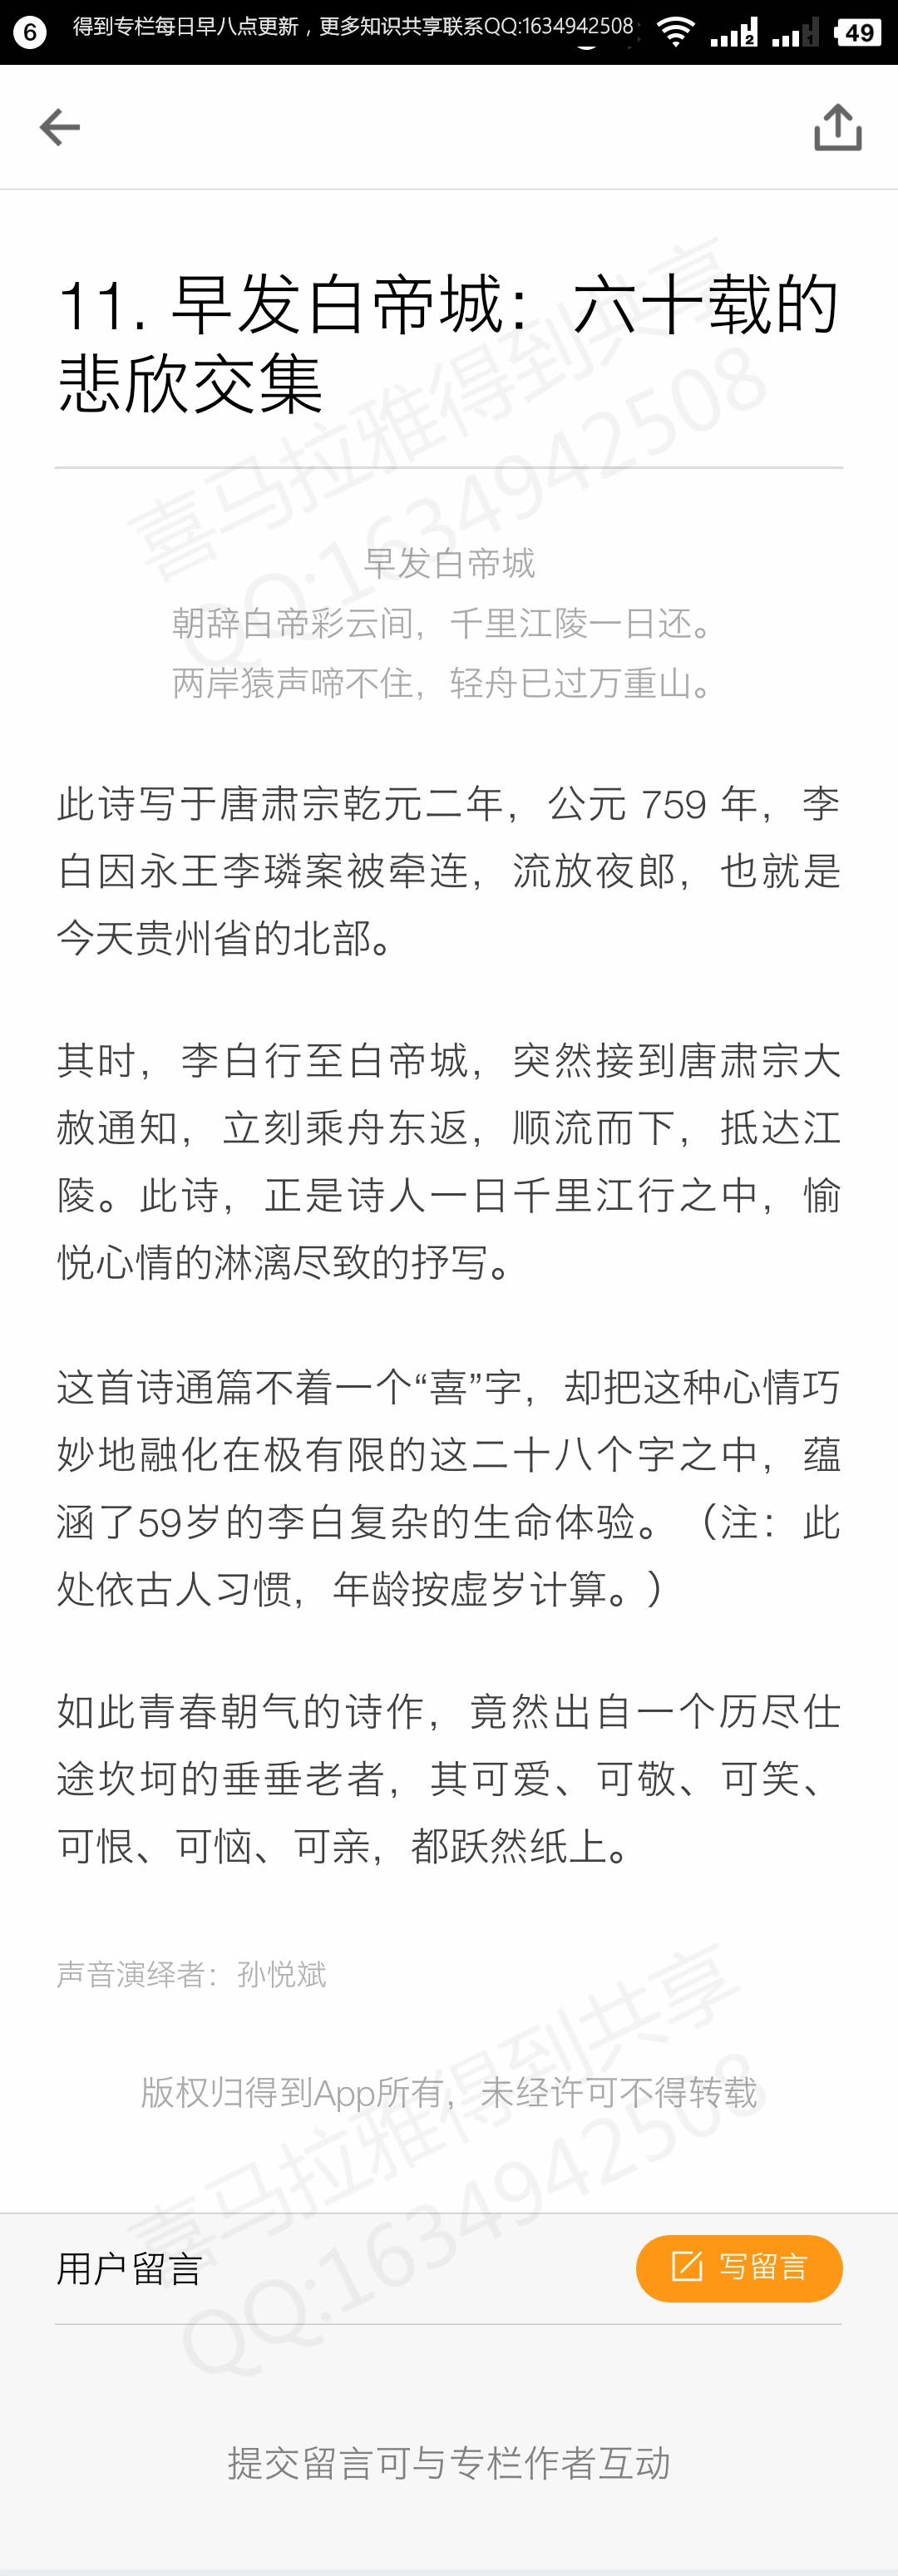 6 得到专栏每日早八点更新，更多知识共享联系QQ:1634942508 2 1 49
11. 早发白帝城：六十载的
悲欣交集
喜马拉雅得到共享
QQ:1634942508
早发白帝城
朝辞白帝彩云间，千里江陵一日还。
两岸猿声啼不住，轻舟已过万重山。
此诗写于唐肃宗乾元二年，公元 759 年，李
白因永王李璘案被牵连，流放夜郎，也就是
今天贵州省的北部。
其时，李白行至白帝城，突然接到唐肃宗大
赦通知，立刻乘舟东返，顺流而下，抵达江
陵。此诗，正是诗人一日千里江行之中，愉
悦心情的淋漓尽致的抒写。
这首诗通篇不着一个“喜”字，却把这种心情巧
妙地融化在极有限的这二十八个字之中，蕴
涵了59岁的李白复杂的生命体验。（注：此
处依古人习惯，年龄按虚岁计算。）
如此青春朝气的诗作，竟然出自一个历尽仕
途坎坷的垂垂老者，其可爱、可敬、可笑、
可恨、可恼、可亲，都跃然纸上。
声音演绎者：孙悦斌
版权归得到App所有，未经许可不得转载
喜马拉雅得到共享
QQ:1634942508
用户留言
写留言
提交留言可与专栏作者互动